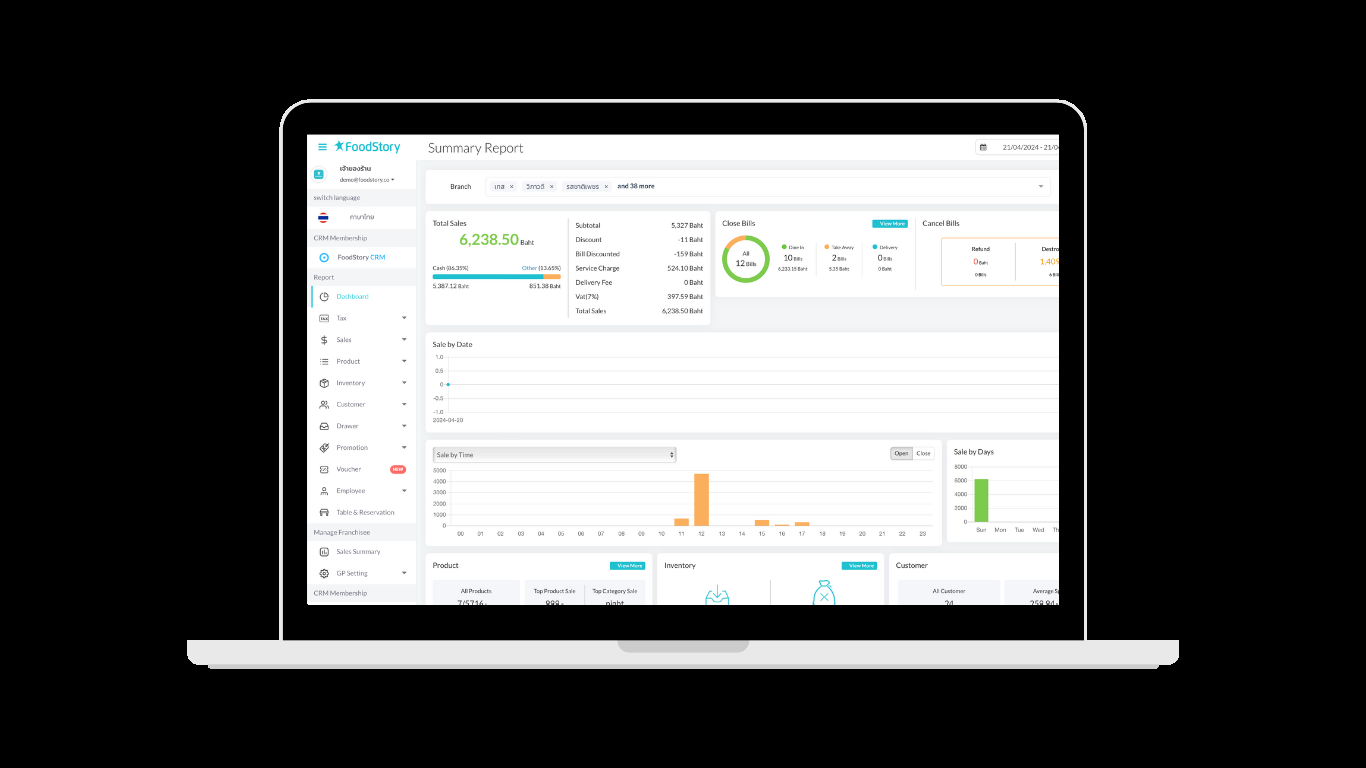 FoodStory
Summary Report
21/04/2024 - 21/0
เจ้าของร้าน
demo@foodstory.co
switch language
ภาษาไทย
CRM Membership
FoodStory CRM
Report
Dashboard
Tax
Sales
Product
Inventory
Customer
Drawer
Promotion
Voucher NEW
Employee
Table & Reservation
Manage Franchisee
Sales Summary
GP Setting
CRM Membership
Branch
เทส ×
วิภาวดี ×
รสชาติเพชร ×
and 38 more
Total Sales
6,238.50 Baht
Cash (86.35%) Other (13.65%)
5,387.12 Baht 851.38 Baht
Subtotal 5,327 Baht
Discount -11 Baht
Bill Discounted -159 Baht
Service Charge 524.10 Baht
Delivery Fee 0 Baht
Vat(7%) 397.59 Baht
Total Sales 6,238.50 Baht
Close Bills
View More
All
12 Bills
Dine In
10 Bills
6,233.15 Baht
Take Away
2 Bills
5.35 Baht
Delivery
0 Bills
0 Baht
Cancel Bills
Refund
0 Baht
0 Bills
Destro
1,409
6 Bil
Sale by Date
1.0
0.5
0
-0.5
-1.0
2024-04-20
Sale by Time
Open Close
5000
4000
3000
2000
1000
0
00 01 02 03 04 05 06 07 08 09 10 11 12 13 14 15 16 17 18 19 20 21 22 23
Sale by Days
8000
6000
4000
2000
0
Sun Mon Tue Wed Th
Product
View More
All Products
7/5716
Top Product Sale
999
Top Category Sale
night
Inventory
View More
Customer
All Customer
24
Average Sp
259.94